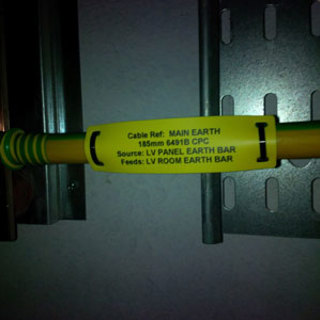 Cable Ref: MAIN EARTH
185mm 6491B CPC
Source: LV PANEL EARTH BAR
Feeds: LV ROOM EARTH BAR